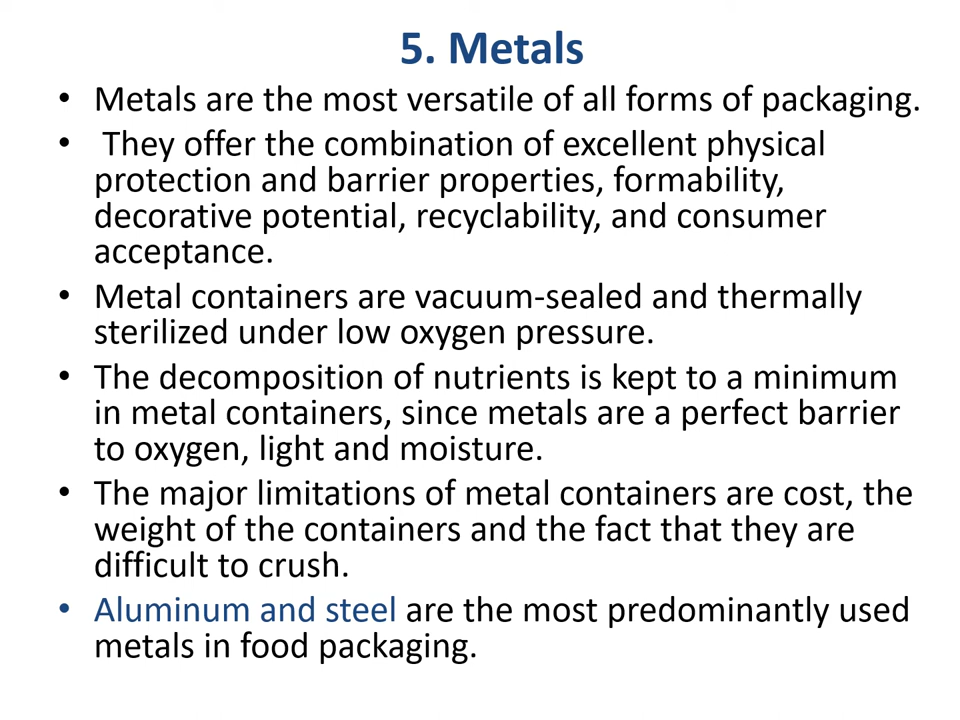 5. Metals
• Metals are the most versatile of all forms of packaging.
• They offer the combination of excellent physical
protection and barrier properties, formability,
decorative potential, recyclability, and consumer
acceptance.
• Metal containers are vacuum-sealed and thermally
sterilized under low oxygen pressure.
• The decomposition of nutrients is kept to a minimum
in metal containers, since metals are a perfect barrier
to oxygen, light and moisture.
• The major limitations of metal containers are cost, the
weight of the containers and the fact that they are
difficult to crush.
• Aluminum and steel are the most predominantly used
metals in food packaging.